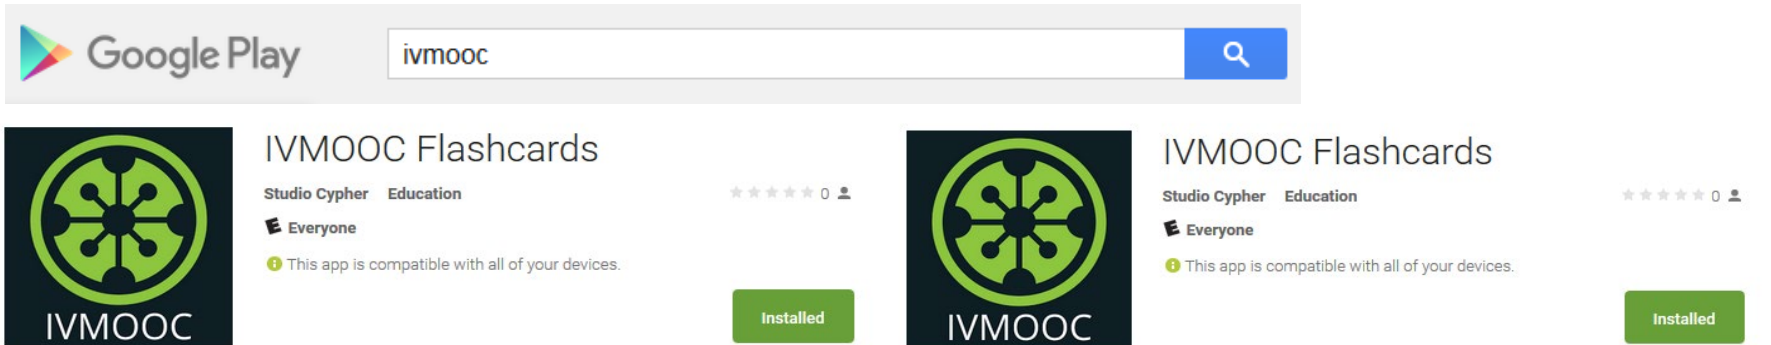 Google Play
ivmooc
IVMOOC Flashcards
Studio Cypher Education
0
E Everyone
This app is compatible with all of your devices.
Installed
IVMOOC
IVMOOC Flashcards
Studio Cypher Education
0
E Everyone
This app is compatible with all of your devices.
Installed
IVMOOC